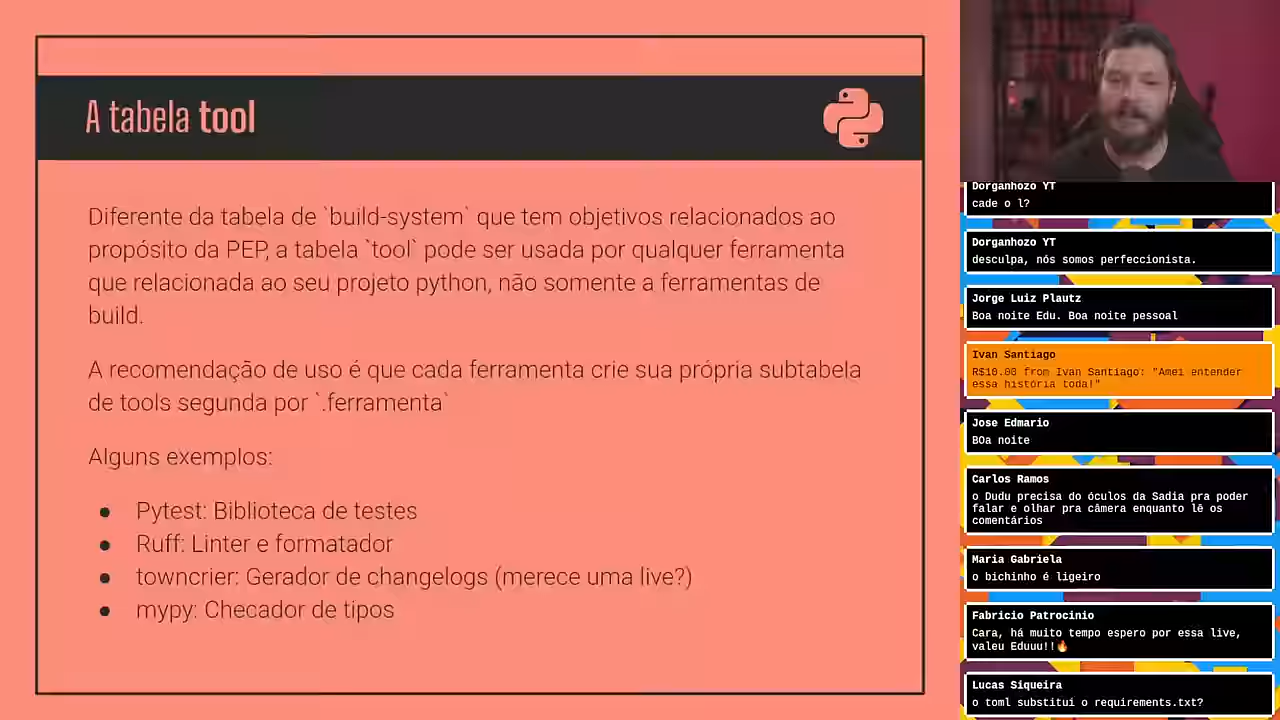 A tabela tool
Diferente da tabela de `build-system` que tem objetivos relacionados ao
propósito da PEP, a tabela `tool` pode ser usada por qualquer ferramenta
que relacionada ao seu projeto python, não somente a ferramentas de
build.
A recomendação de uso é que cada ferramenta crie sua própria subtabela
de tools segunda por `.ferramenta`
Alguns exemplos:
● Pytest: Biblioteca de testes
● Ruff: Linter e formatador
● towncrier: Gerador de changelogs (merece uma live?)
● mypy: Checador de tipos
Dorganhozo YT
cade o l?
Dorganhozo YT
desculpa, nós somos perfeccionista.
Jorge Luiz Plautz
Boa noite Edu. Boa noite pessoal
Ivan Santiago
R$10.00 from Ivan Santiago: "Amei entender
essa história toda!"
Jose Edmario
BOa noite
Carlos Ramos
o Dudu precisa do óculos da Sadia pra poder
falar e olhar pra câmera enquanto lê os
comentários
Maria Gabriela
o bichinho é ligeiro
Fabricio Patrocinio
Cara, há muito tempo espero por essa live,
valeu Eduuu!!🔥
Lucas Siqueira
o toml substitui o requirements.txt?